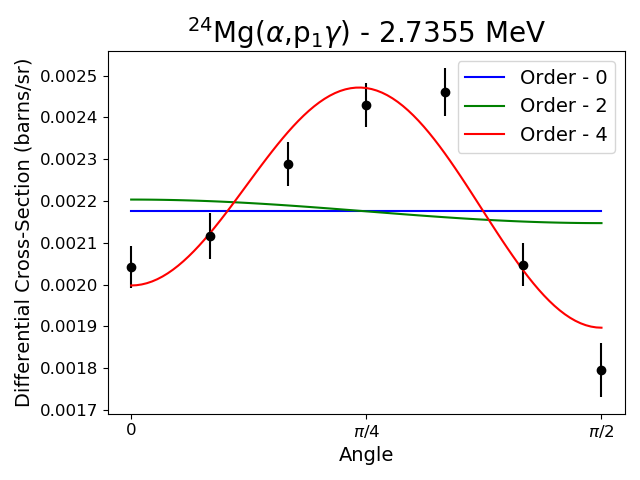 ²⁴Mg(α,p₁γ) - 2.7355 MeV
Differential Cross-Section (barns/sr)
0.0025
0.0024
0.0023
0.0022
0.0021
0.0020
0.0019
0.0018
0.0017
Order - 0
Order - 2
Order - 4
0
π/4
π/2
Angle